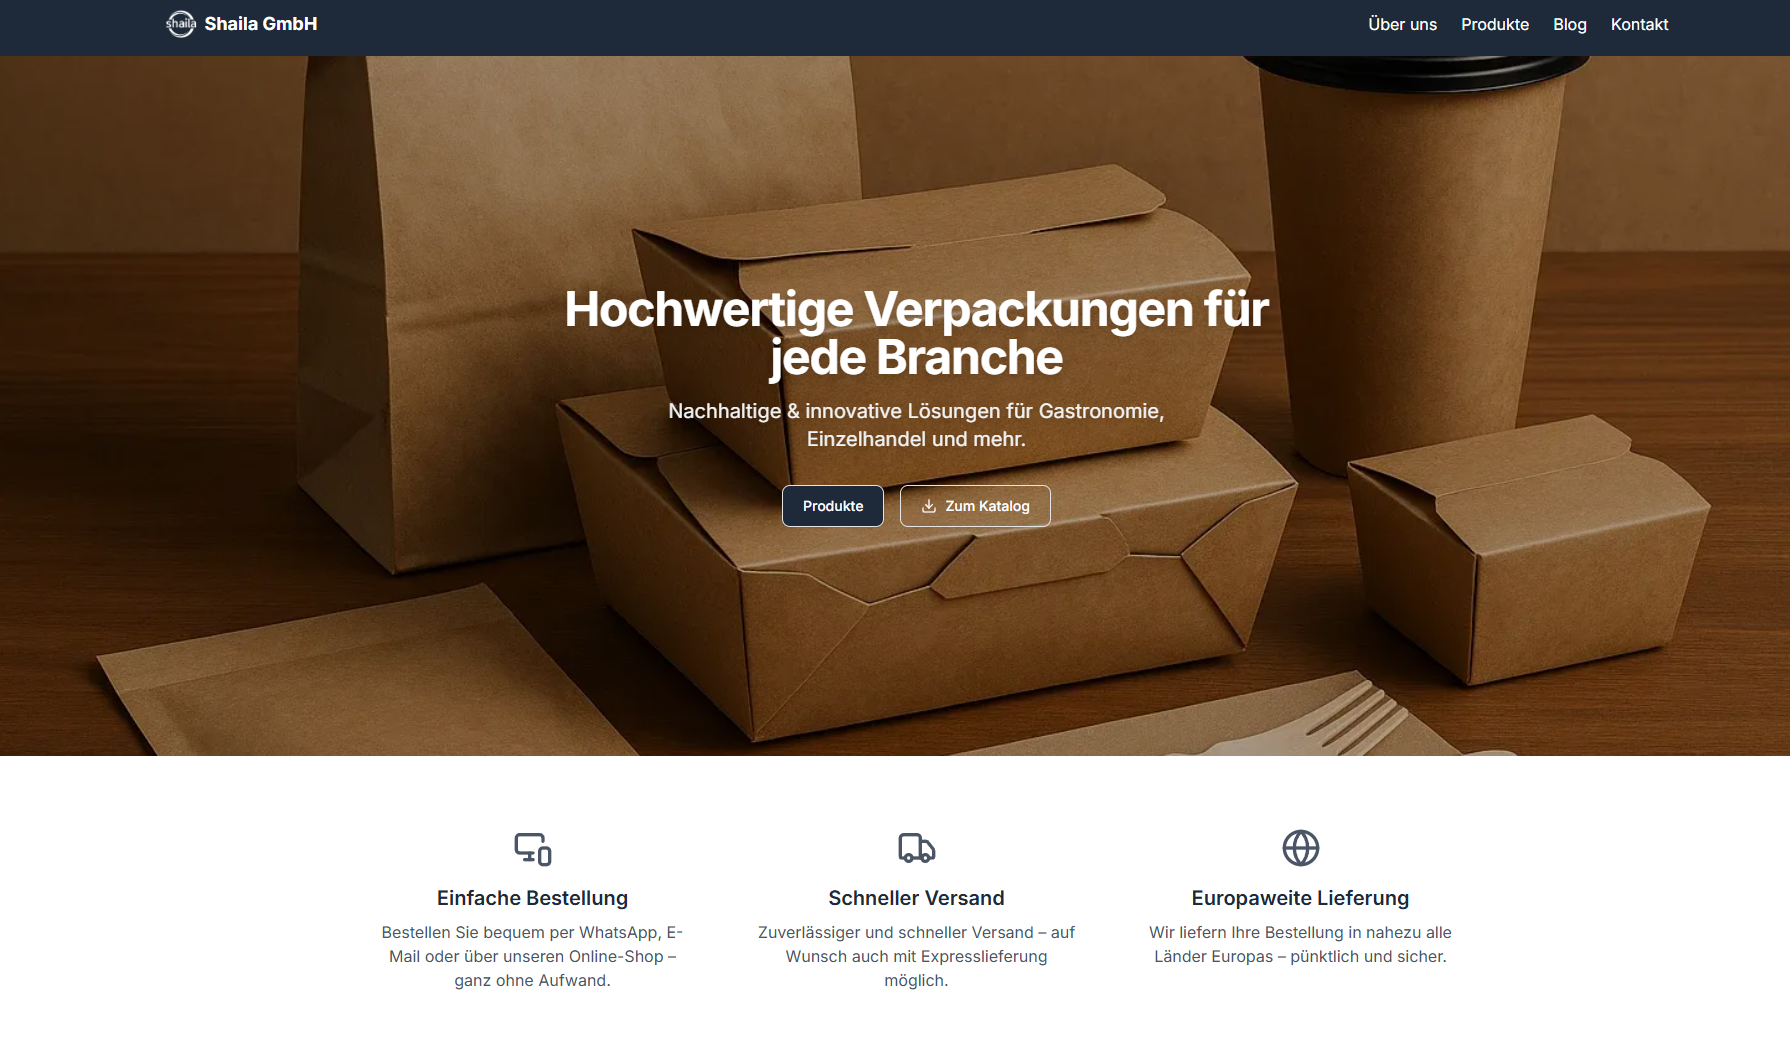 shaila Shaila GmbH
Über uns Produkte Blog Kontakt
Hochwertige Verpackungen für
jede Branche
Nachhaltige & innovative Lösungen für Gastronomie,
Einzelhandel und mehr.
Produkte Zum Katalog
Einfache Bestellung
Bestellen Sie bequem per WhatsApp, E-
Mail oder über unseren Online-Shop –
ganz ohne Aufwand.
Schneller Versand
Zuverlässiger und schneller Versand – auf
Wunsch auch mit Expresslieferung
möglich.
Europaweite Lieferung
Wir liefern Ihre Bestellung in nahezu alle
Länder Europas – pünktlich und sicher.